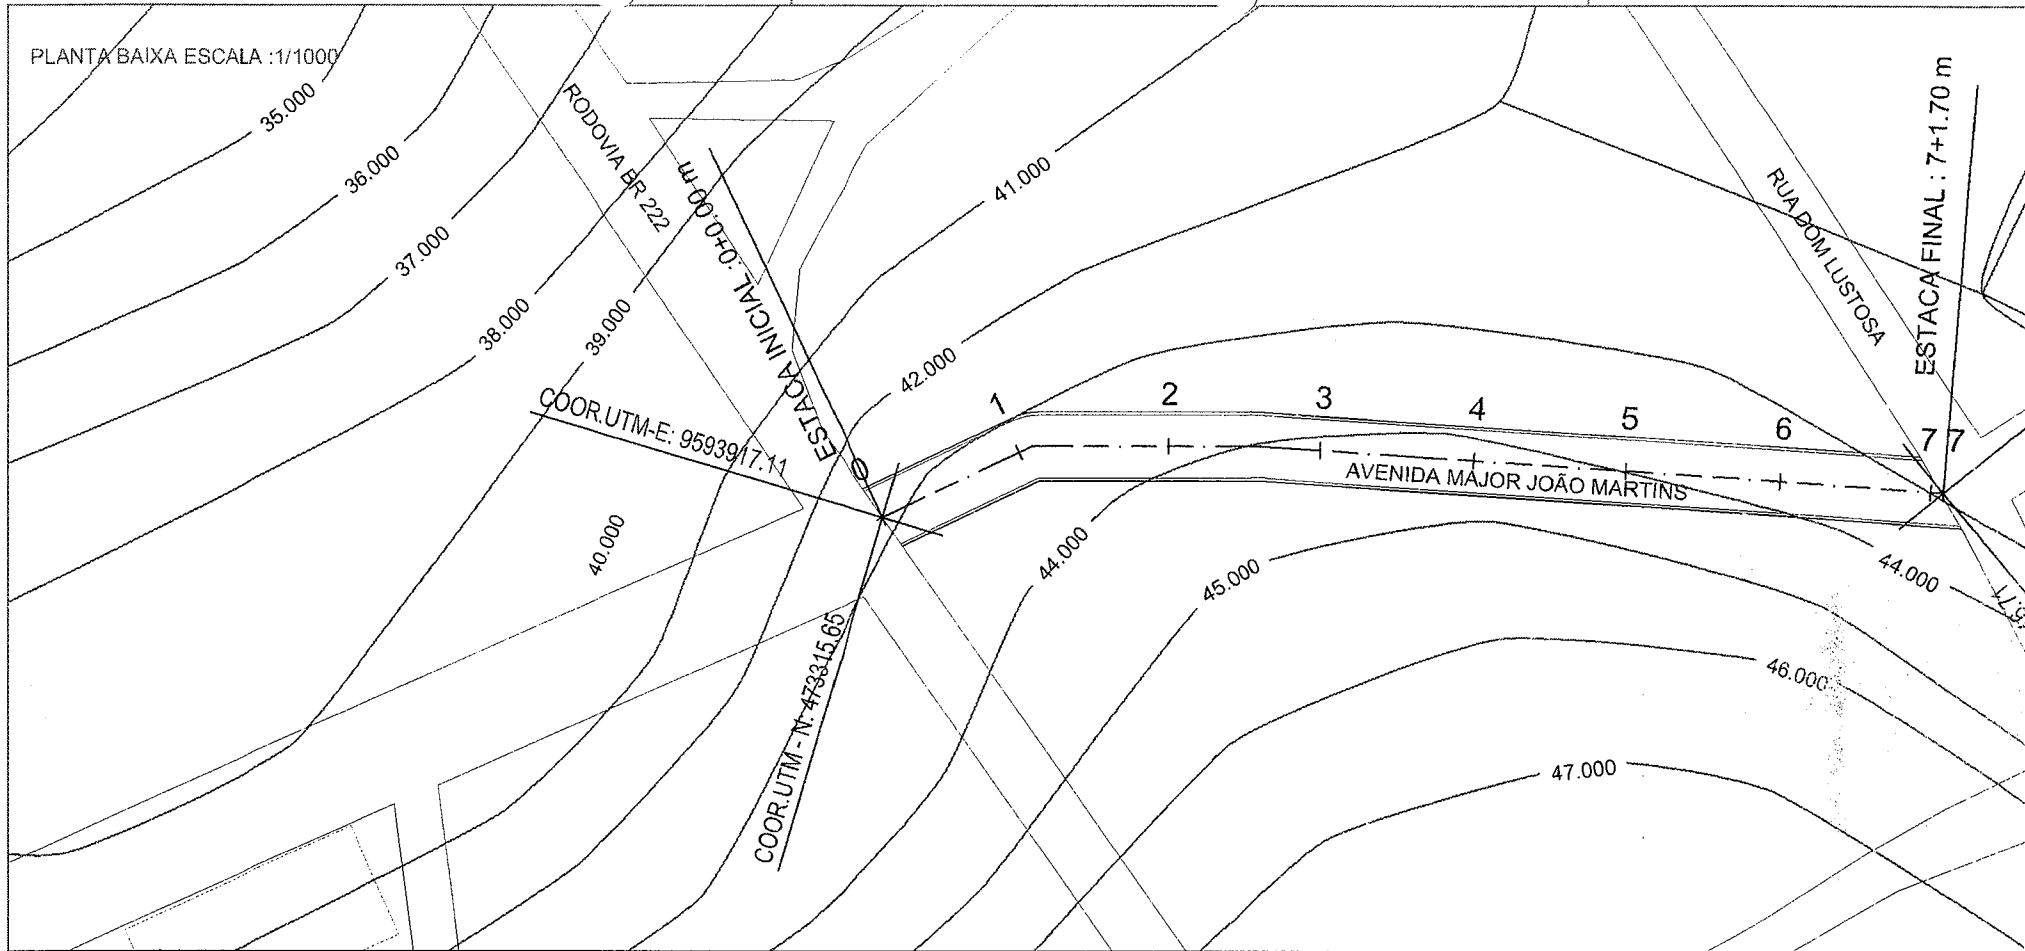 PLANTA BAIXA ESCALA :1/1000
35.000
36.000
37.000
38.000
39.000
40.000
41.000
42.000
RODOVIA BR 222
ESTACA INICIAL : 0+0.00 m
COOR.UTM-E: 9593917.11
COOR.UTM - N: 473315.65
0
1
2
3
4
5
6
7
7
AVENIDA MAJOR JOÃO MARTINS
RUA DOM LUSTOSA
ESTACA FINAL : 7+1.70 m
44.000
44.000
45.000
46.000
47.000